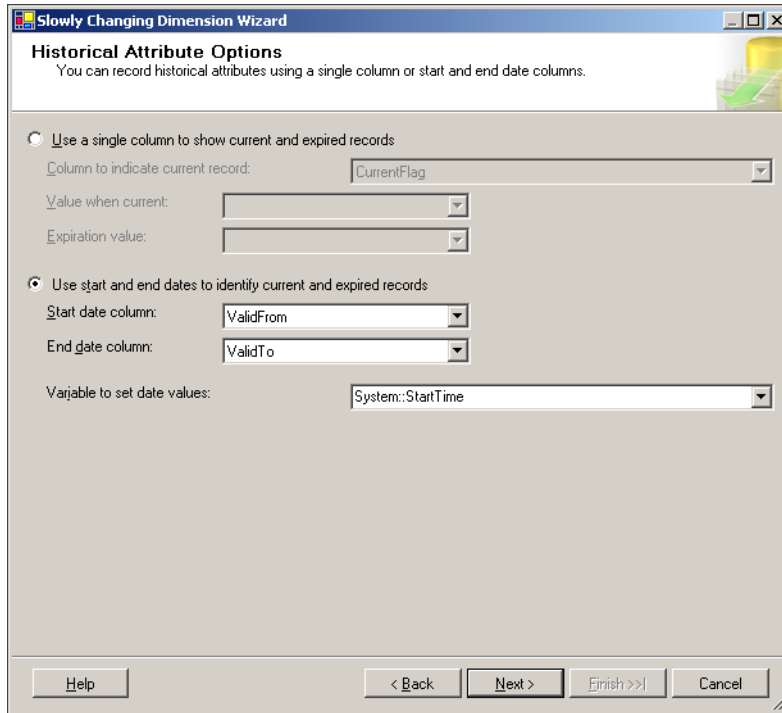 Slowly Changing Dimension Wizard
Historical Attribute Options
You can record historical attributes using a single column or start and end date columns.
Use a single column to show current and expired records
Column to indicate current record: CurrentFlag
Value when current:
Expiration value:
Use start and end dates to identify current and expired records
Start date column: ValidFrom
End date column: ValidTo
Variable to set date values: System::StartTime
Help < Back Next > Finish >>| Cancel